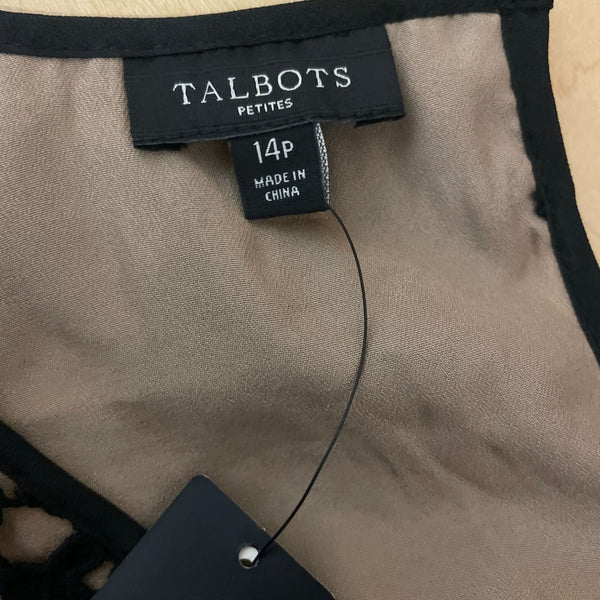 TALBOTS
PETITES
14P
MADE IN
CHINA